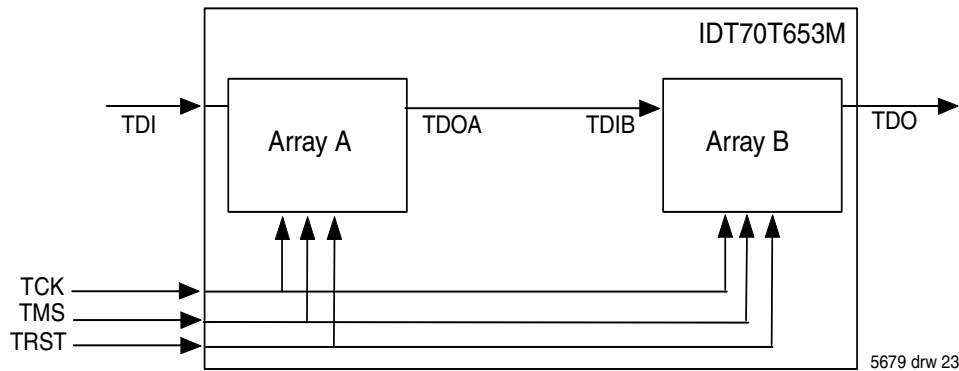 IDT70T653M
TDI
Array A
TDOA
TDIB
Array B
TDO
TCK
TMS
TRST
5679 drw 23